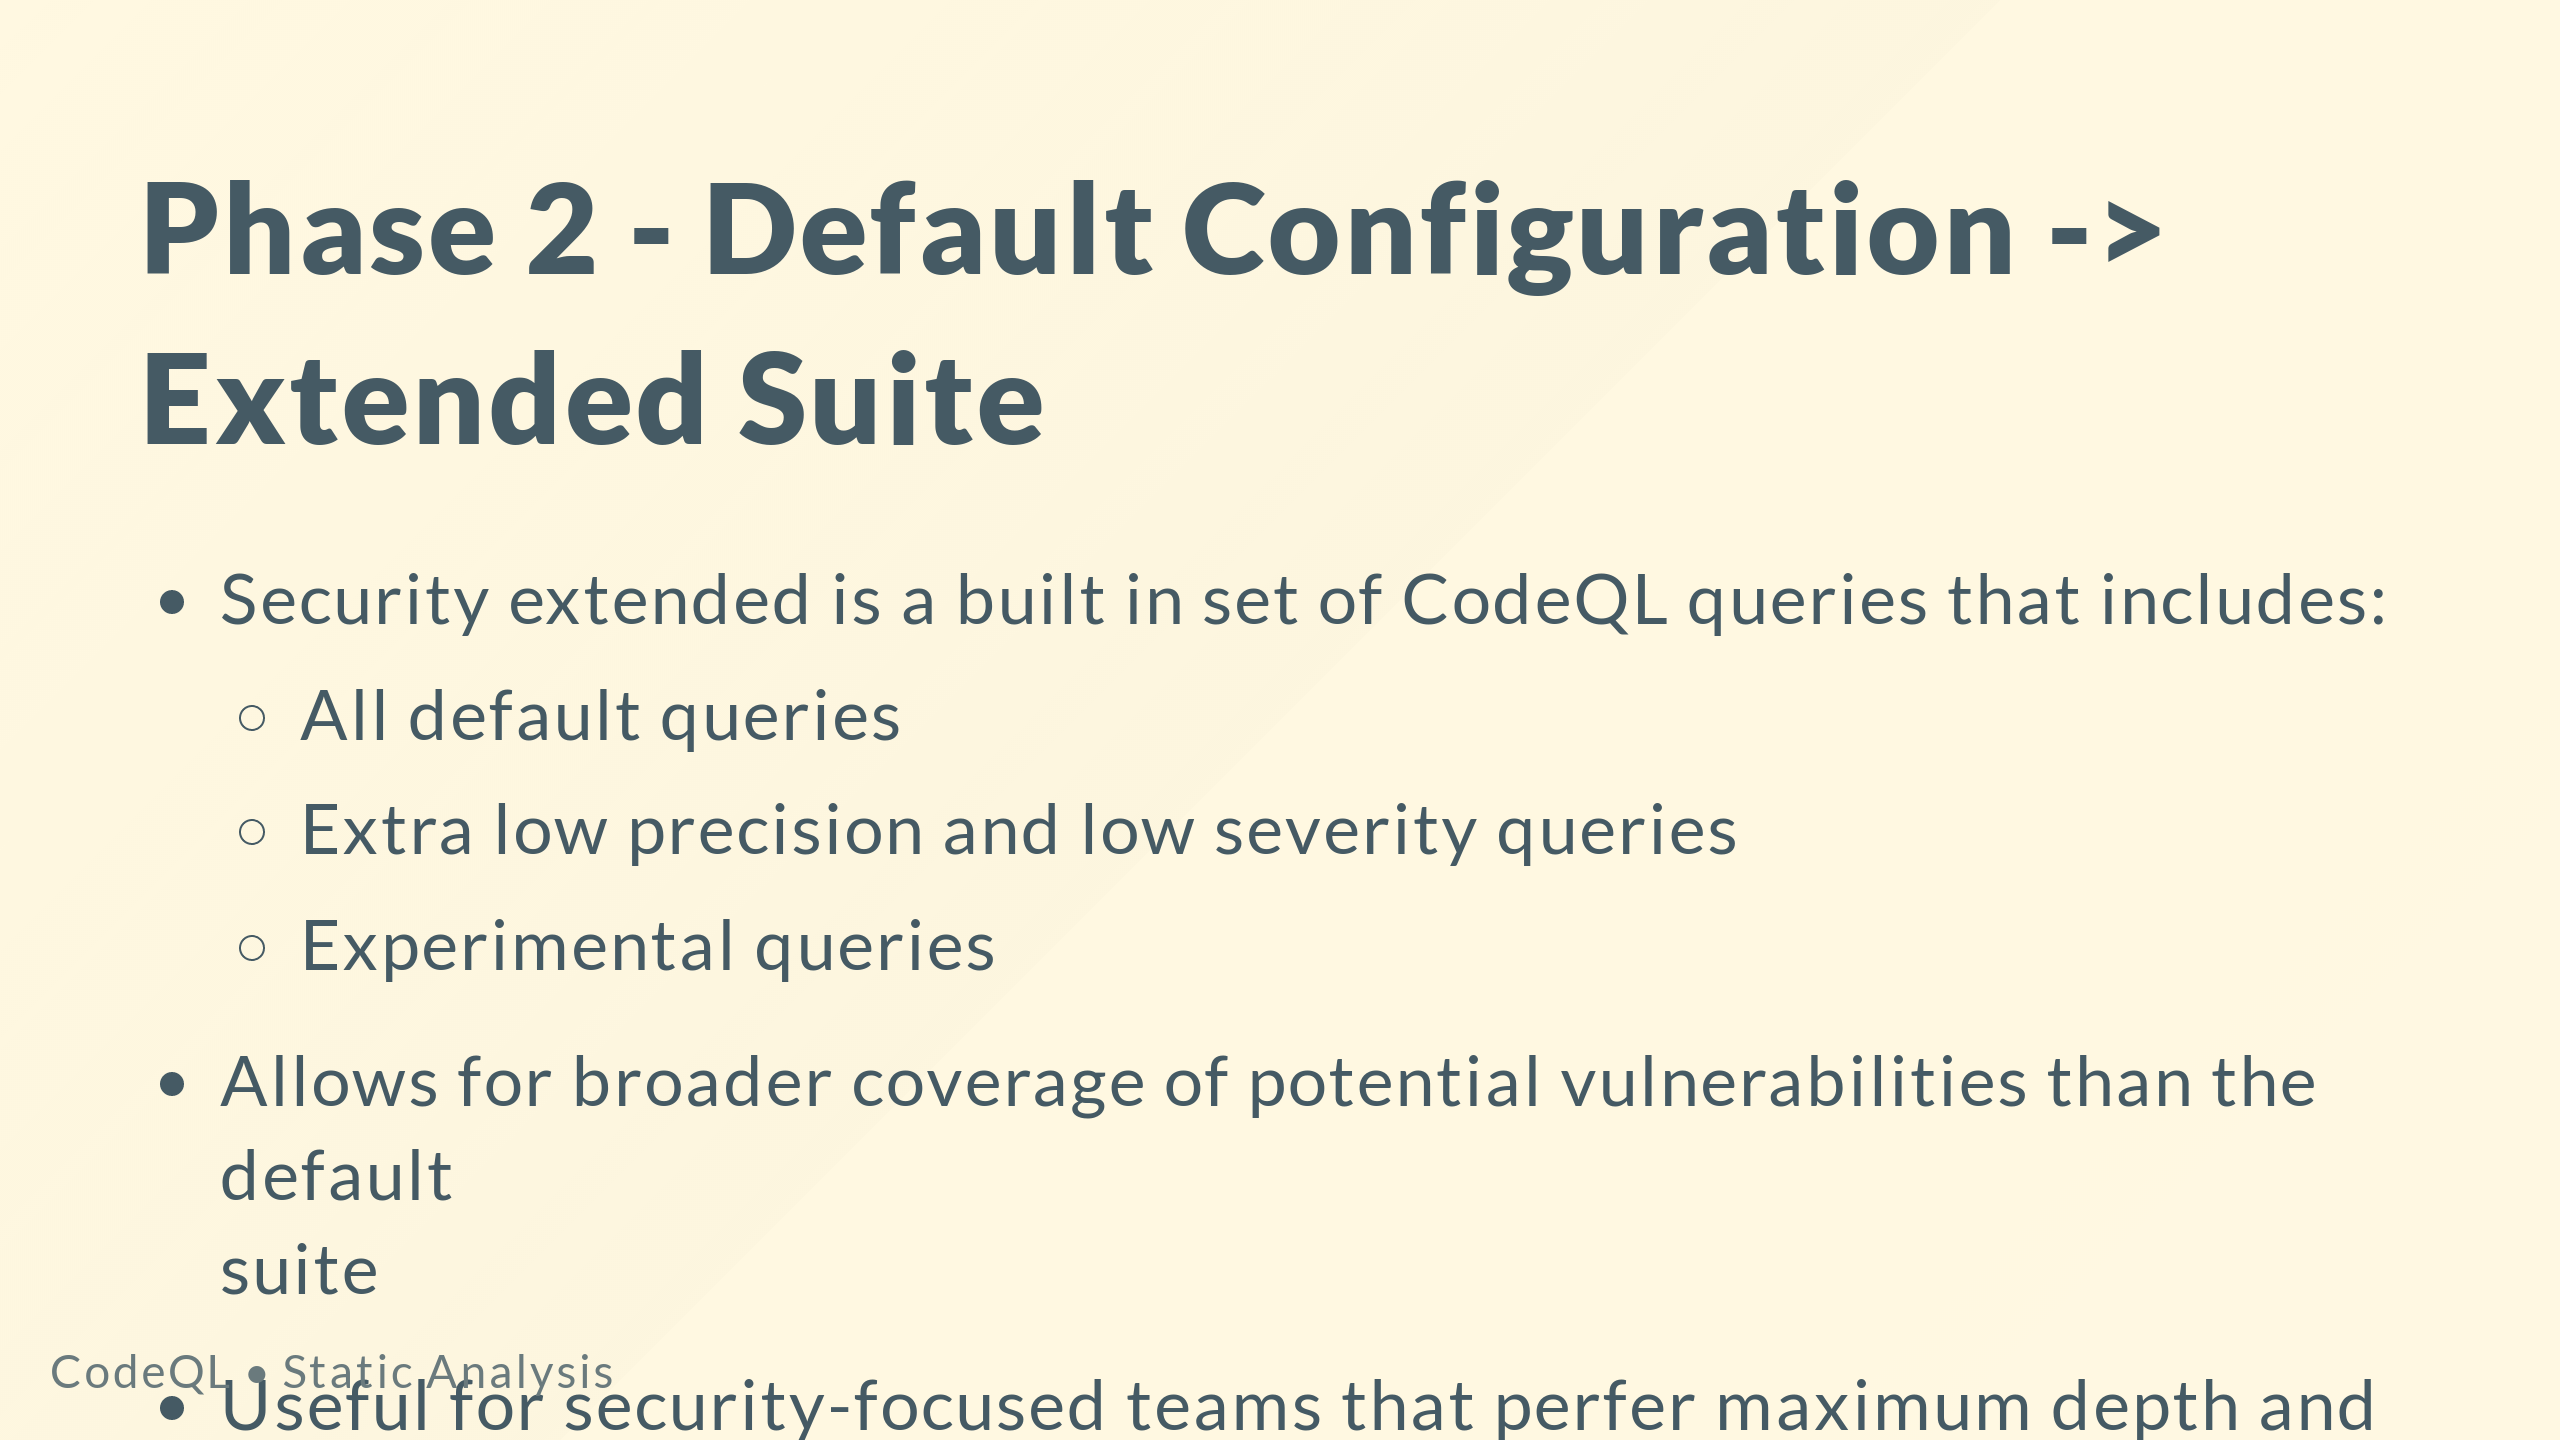 Phase 2 - Default Configuration ->
Extended Suite
• Security extended is a built in set of CodeQL queries that includes:
○ All default queries
○ Extra low precision and low severity queries
○ Experimental queries
• Allows for broader coverage of potential vulnerabilities than the
default
suite
CodeQL • Static Analysis
• Useful for security-focused teams that perfer maximum depth and